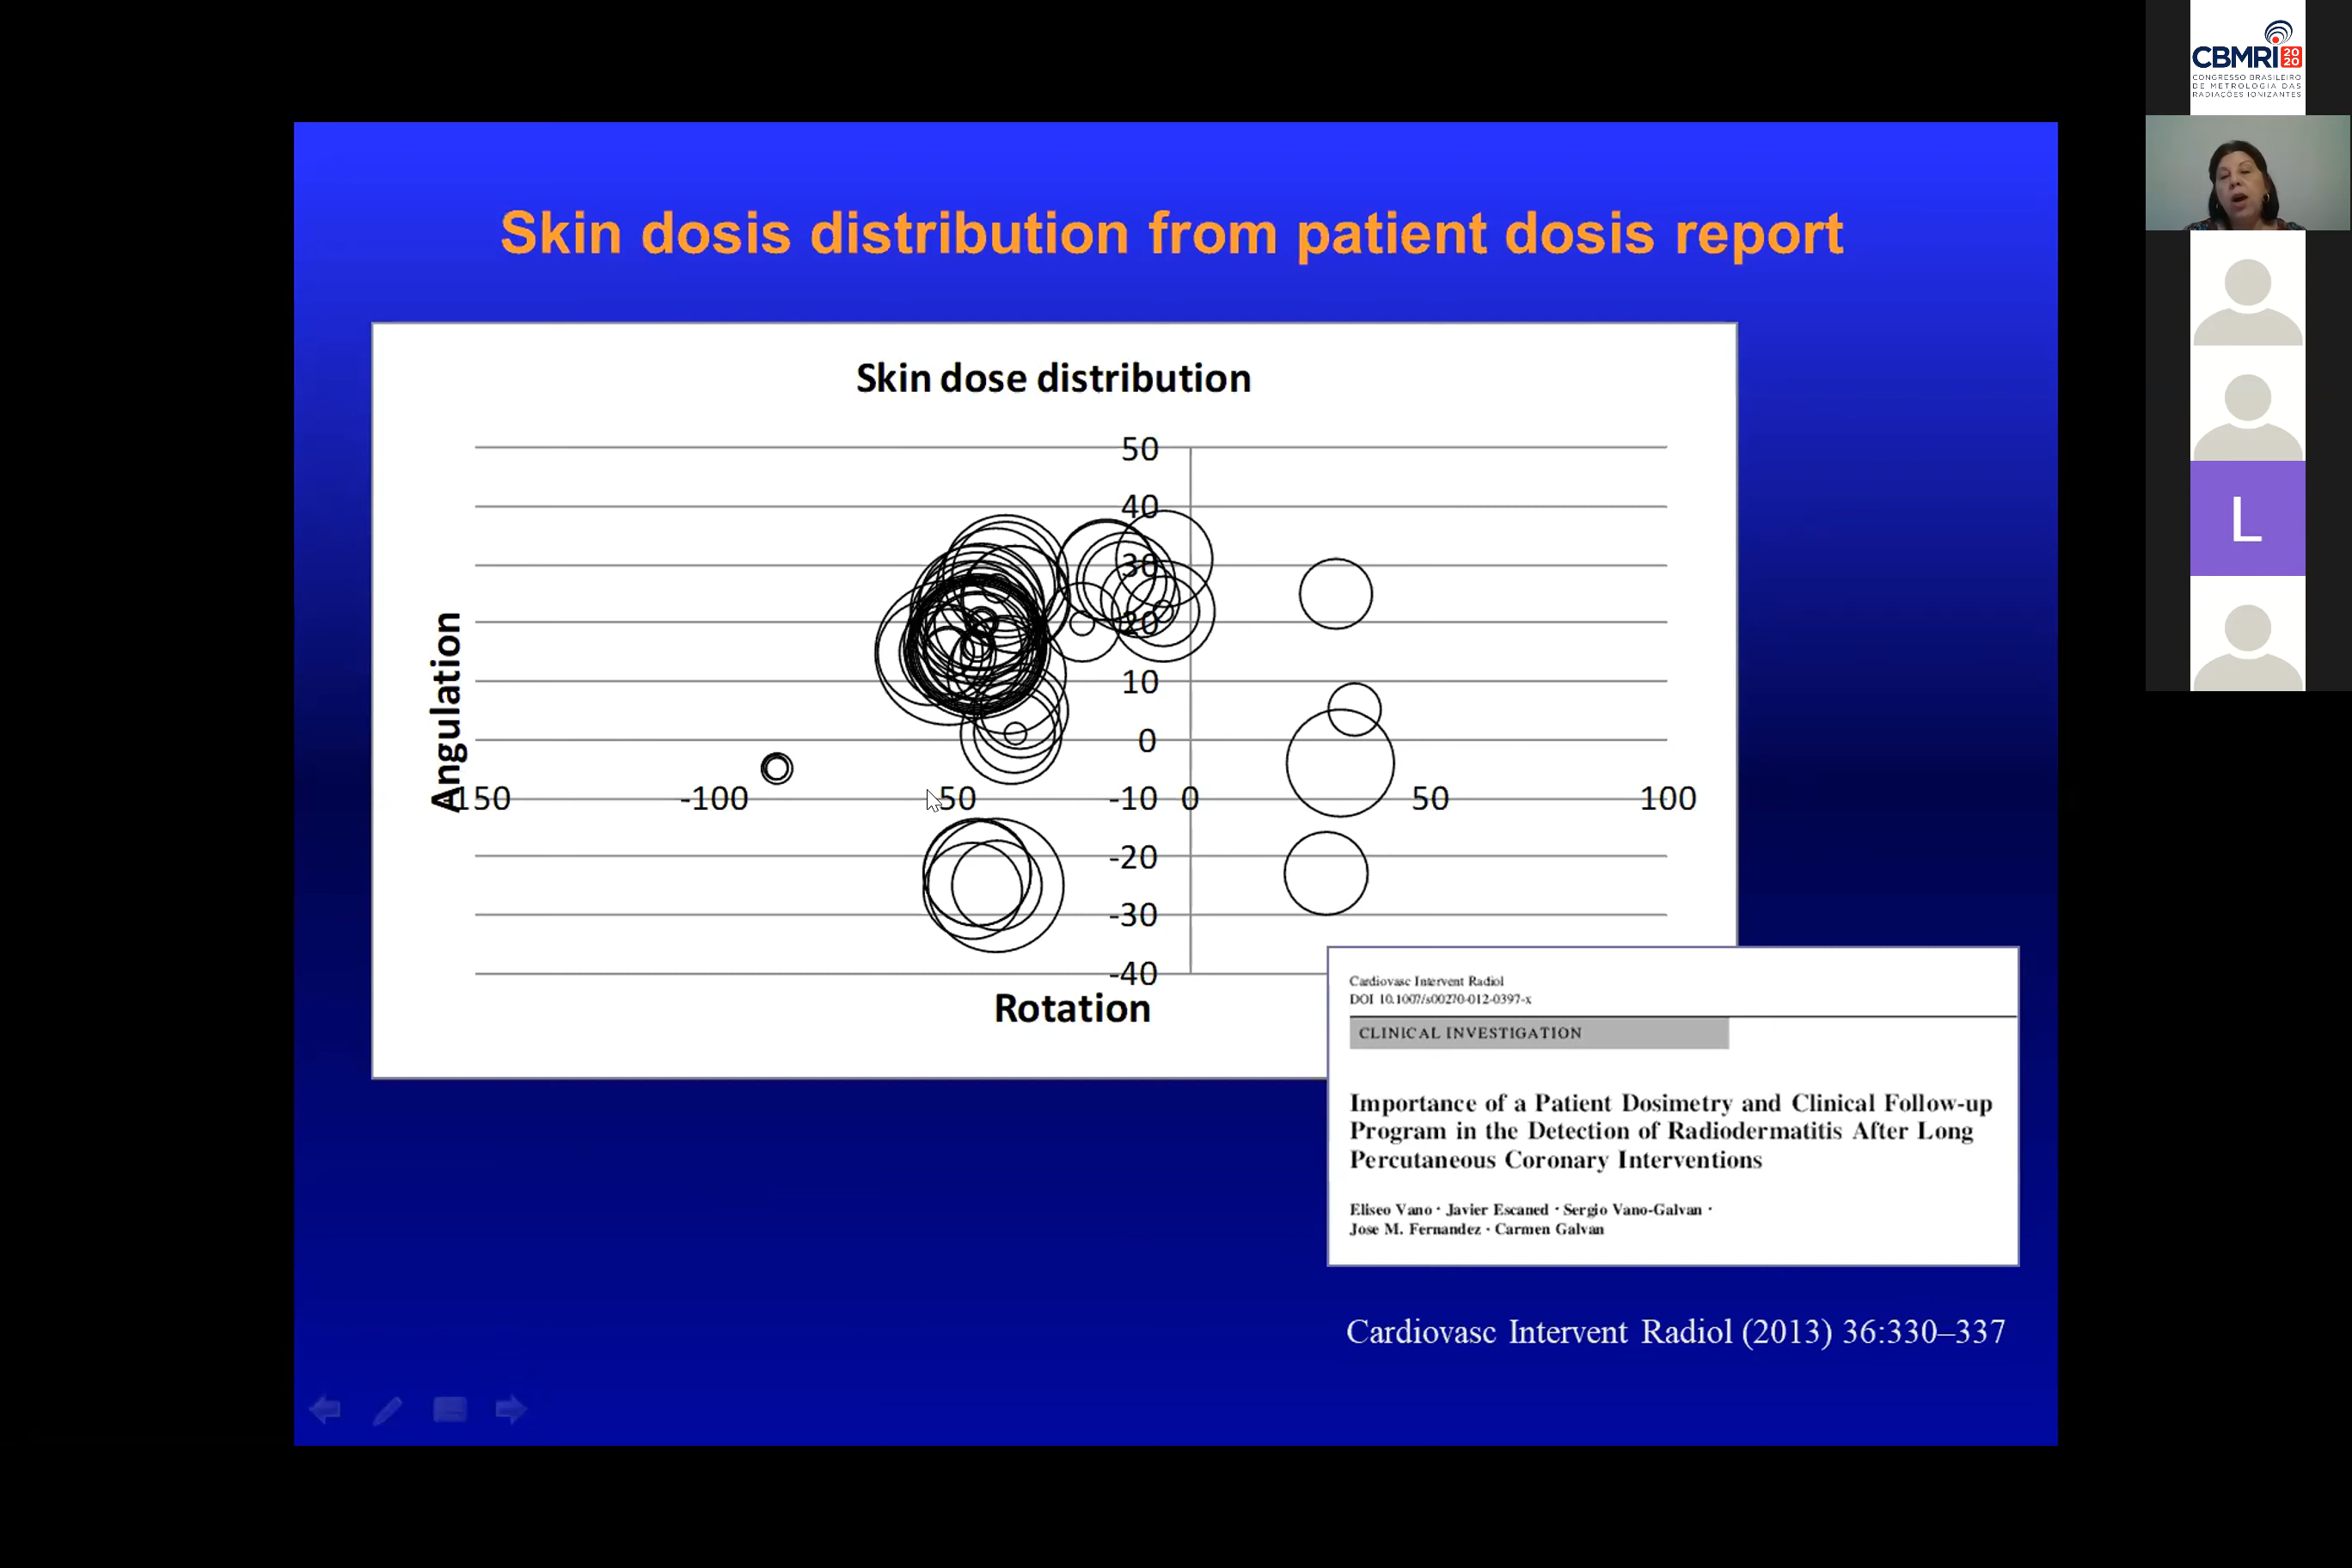 CBMRI 20
20
CONGRESSO BRASILEIRO
DE METROLOGIA DAS
RADIAÇÕES IONIZANTES
Skin dosis distribution from patient dosis report
Skin dose distribution
50
40
30
20
10
0
-10
-20
-30
-40
-150 -100 -50 0 50 100
Angulation
Rotation
L
Cardiovasc Intervent Radiol
DOI 10.1007/s00270-012-0397-x
CLINICAL INVESTIGATION
Importance of a Patient Dosimetry and Clinical Follow-up
Program in the Detection of Radiodermatitis After Long
Percutaneous Coronary Interventions
Eliseo Vano · Javier Escaned · Sergio Vano-Galvan ·
Jose M. Fernandez · Carmen Galvan
Cardiovasc Intervent Radiol (2013) 36:330–337